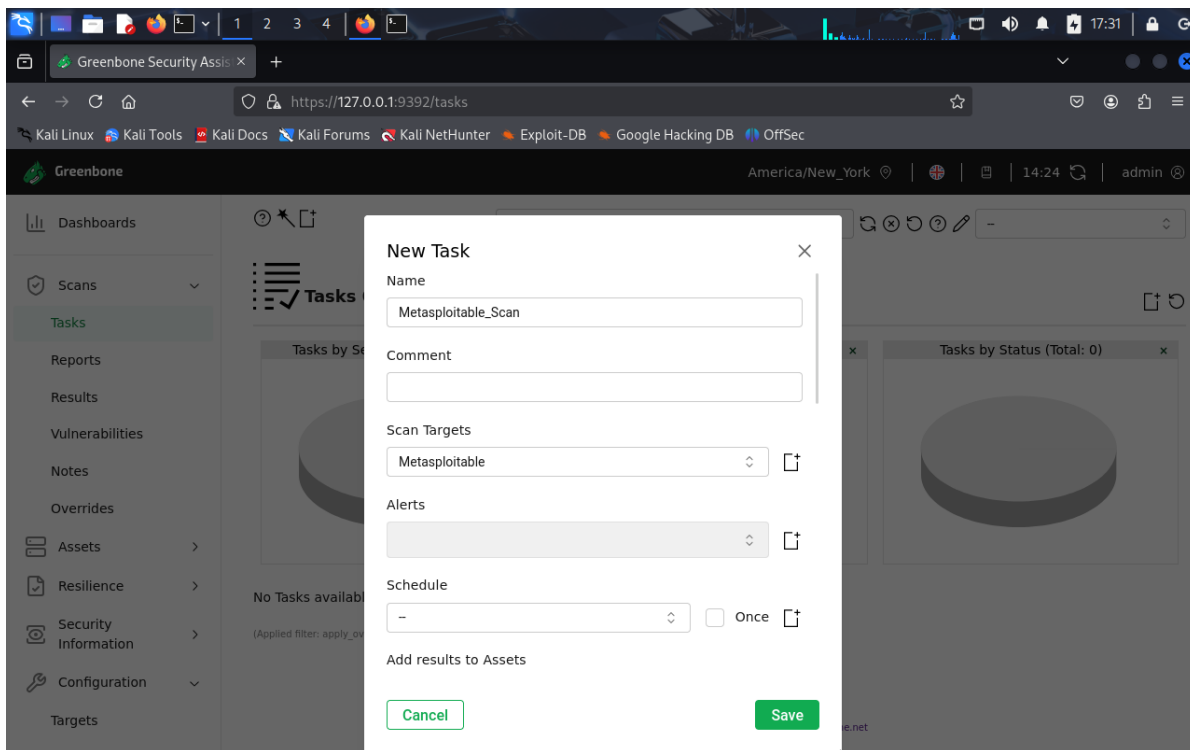 1 2 3 4 17:31
Greenbone Security Assis
https://127.0.0.1:9392/tasks
Kali Linux Kali Tools Kali Docs Kali Forums Kali NetHunter Exploit-DB Google Hacking DB OffSec
Greenbone America/New_York 14:24 admin
Dashboards
Scans
Tasks
Reports
Results
Vulnerabilities
Notes
Overrides
Assets
Resilience
Security
Information
Configuration
Targets
--
Tasks
Tasks by Se
Tasks by Status (Total: 0)
No Tasks availabl
(Applied filter: apply_ov
New Task
Name
Metasploitable_Scan
Comment
Scan Targets
Metasploitable
Alerts
Schedule
--
Once
Add results to Assets
Cancel
Save
ne.net